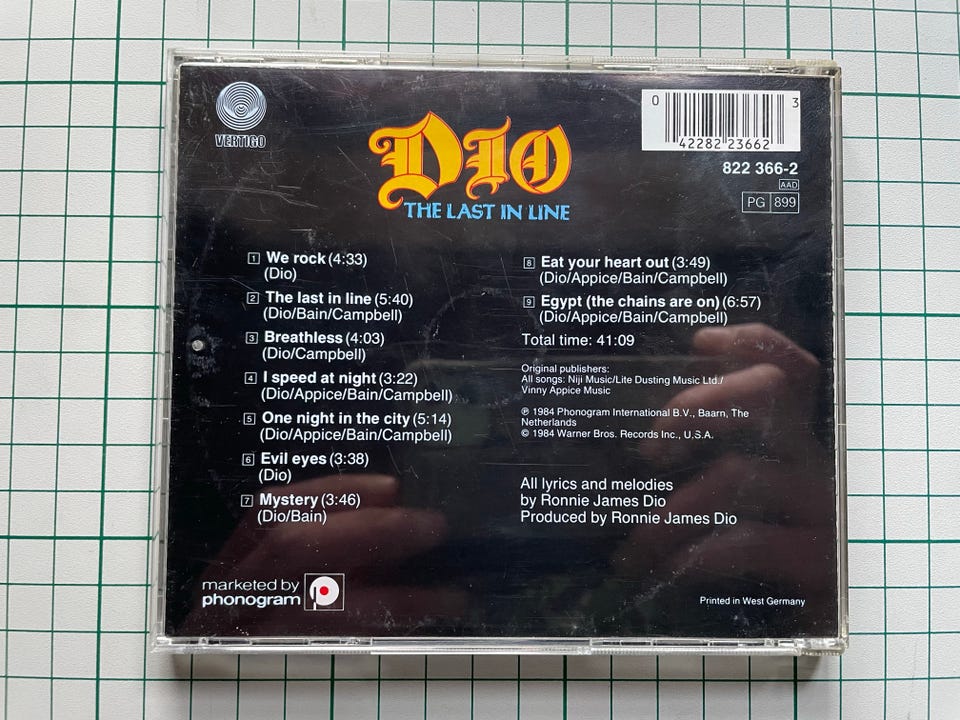 VERTIGO
DIO
THE LAST IN LINE
0 42282 23662 3
822 366-2
AAD
PG 899
1 We rock (4:33)
(Dio)
2 The last in line (5:40)
(Dio/Bain/Campbell)
3 Breathless (4:03)
(Dio/Campbell)
4 I speed at night (3:22)
(Dio/Appice/Bain/Campbell)
5 One night in the city (5:14)
(Dio/Appice/Bain/Campbell)
6 Evil eyes (3:38)
(Dio)
7 Mystery (3:46)
(Dio/Bain)
8 Eat your heart out (3:49)
(Dio/Appice/Bain/Campbell)
9 Egypt (the chains are on) (6:57)
(Dio/Appice/Bain/Campbell)
Total time: 41:09
Original publishers:
All songs: Niji Music/Lite Dusting Music Ltd./
Vinny Appice Music
℗ 1984 Phonogram International B.V., Baarn, The
Netherlands
© 1984 Warner Bros. Records Inc., U.S.A.
All lyrics and melodies
by Ronnie James Dio
Produced by Ronnie James Dio
marketed by
phonogram
Printed in West Germany